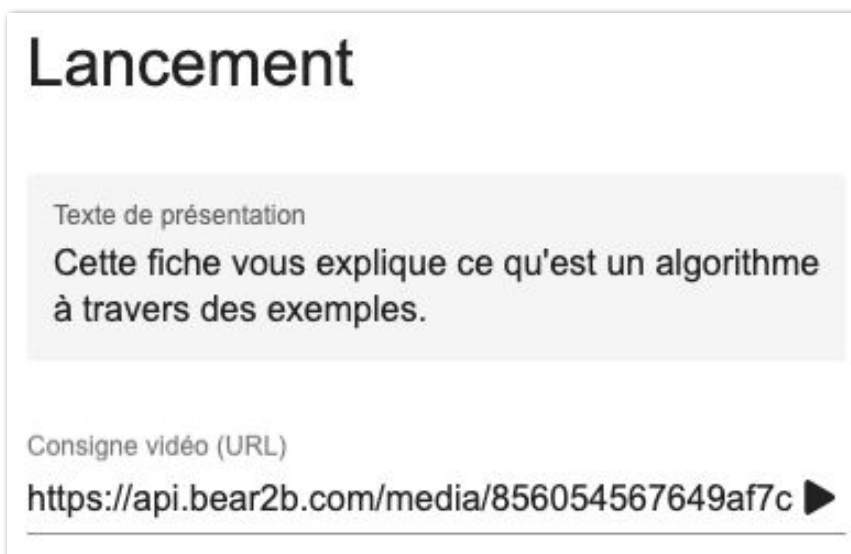 Lancement
Texte de présentation
Cette fiche vous explique ce qu'est un algorithme
à travers des exemples.
Consigne vidéo (URL)
https://api.bear2b.com/media/856054567649af7c